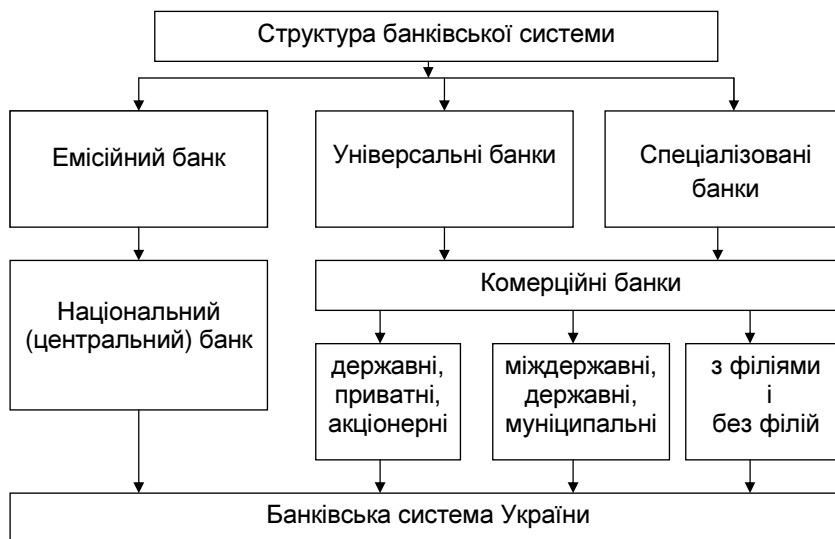 Структура банківської системи
Емісійний банк
Універсальні банки
Спеціалізовані
банки
Національний
(центральний) банк
Комерційні банки
державні,
приватні,
акціонерні
міждержавні,
державні,
муніципальні
з філіями
і
без філій
Банківська система України